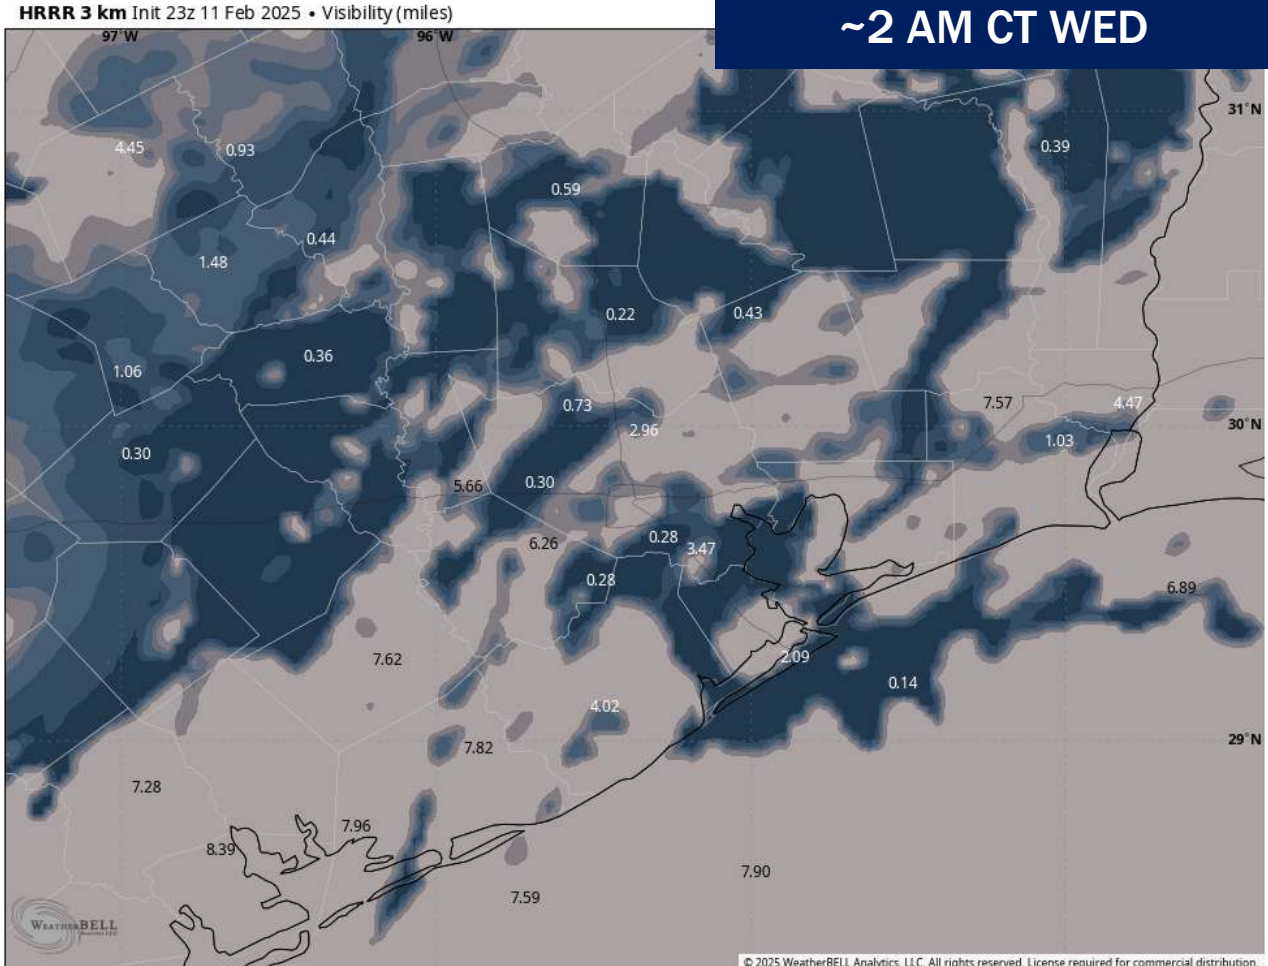 HRRR 3 km Init 23z 11 Feb 2025 • Visibility (miles)
~2 AM CT WED
97°W 96°W
31°N
4.45 0.93 0.39
0.59
0.44
1.48
0.22 0.43
0.36
1.06
0.73 7.57 4.47
2.96 30°N
0.30 1.03
5.66 0.30
6.26 0.28 3.47
0.28 6.89
7.62 2.09
0.14
4.02
7.82 29°N
7.28
7.96
8.39
7.90
7.59
WEATHERBELL
© 2025 WeatherBELL Analytics, LLC. All rights reserved. License required for commercial distribution.